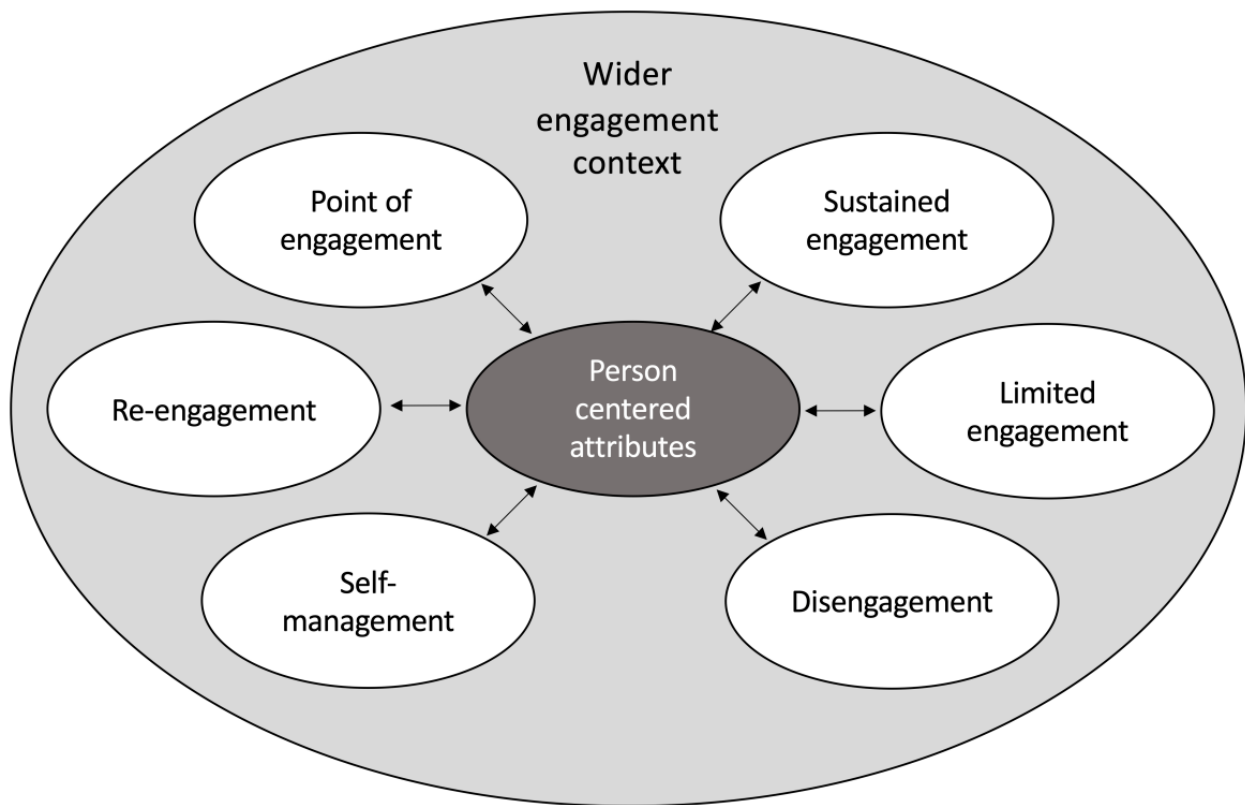 Wider
engagement
context
Point of
engagement
Sustained
engagement
Re-engagement
Person
centered
attributes
Limited
engagement
Self-
management
Disengagement